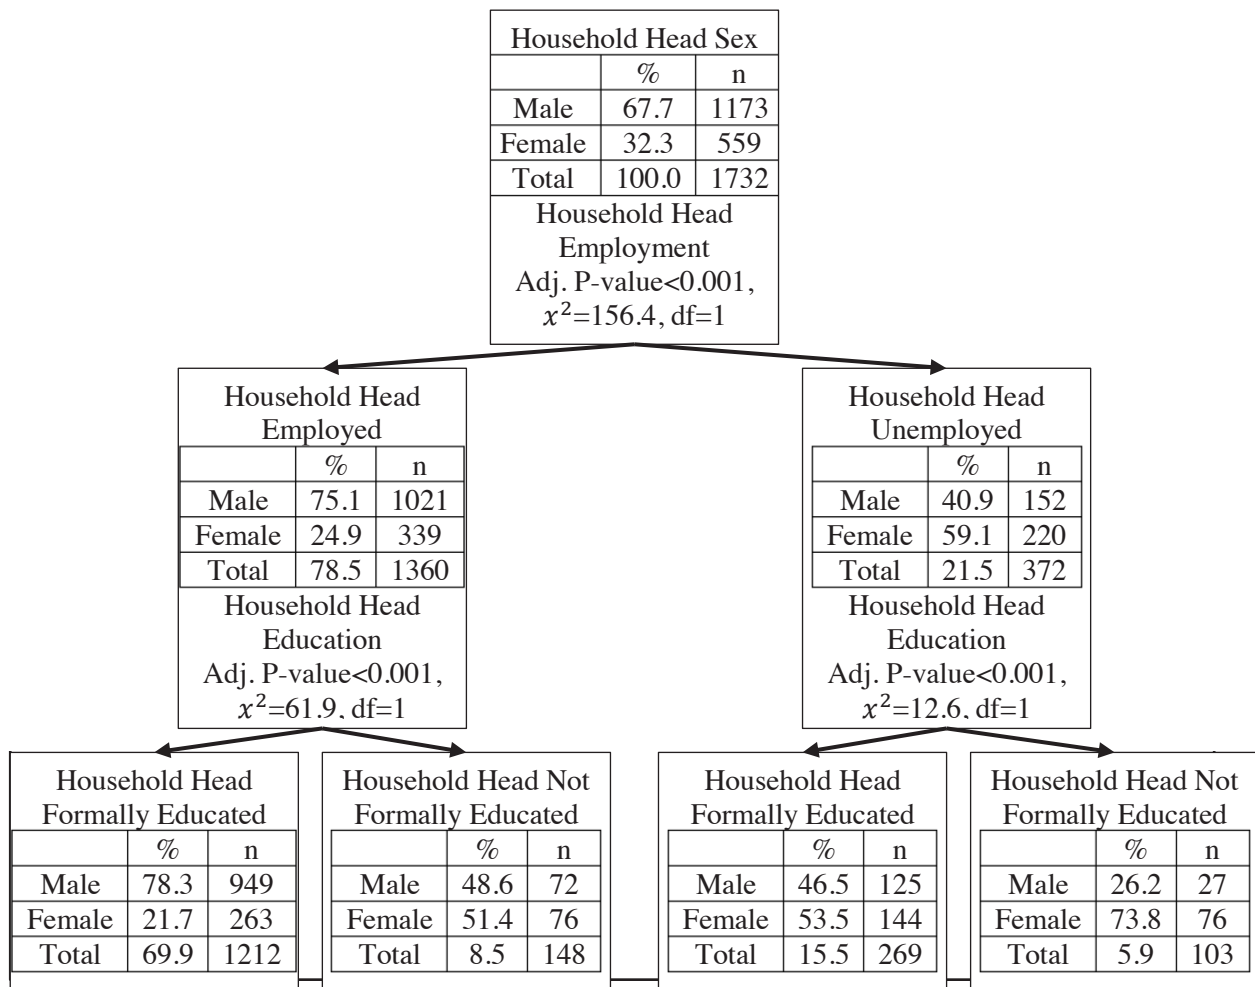 Household Head Sex
% n
Male 67.7 1173
Female 32.3 559
Total 100.0 1732
Household Head
Employment
Adj. P-value<0.001,
𝑥²=156.4, df=1
Household Head
Employed
% n
Male 75.1 1021
Female 24.9 339
Total 78.5 1360
Household Head
Education
Adj. P-value<0.001,
𝑥²=61.9, df=1
Household Head
Unemployed
% n
Male 40.9 152
Female 59.1 220
Total 21.5 372
Household Head
Education
Adj. P-value<0.001,
𝑥²=12.6, df=1
Household Head
Formally Educated
% n
Male 78.3 949
Female 21.7 263
Total 69.9 1212
Household Head Not
Formally Educated
% n
Male 48.6 72
Female 51.4 76
Total 8.5 148
Household Head
Formally Educated
% n
Male 46.5 125
Female 53.5 144
Total 15.5 269
Household Head Not
Formally Educated
% n
Male 26.2 27
Female 73.8 76
Total 5.9 103